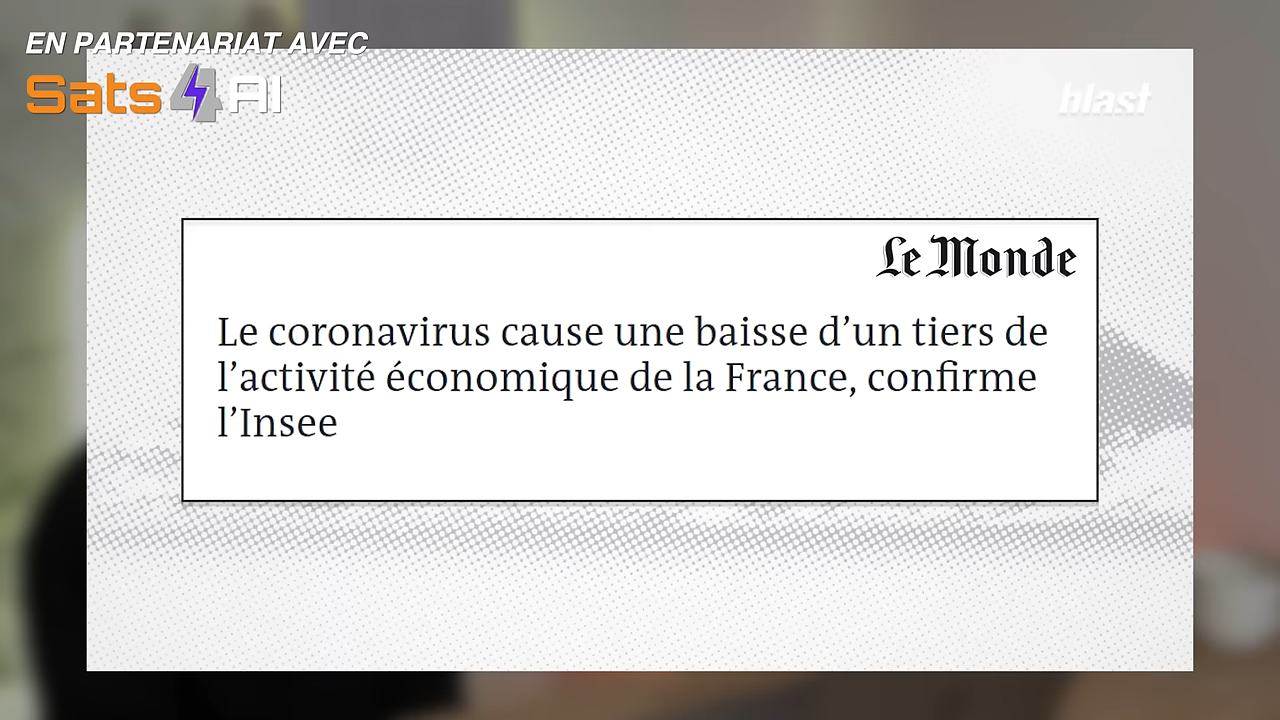 EN PARTENARIAT AVEC
Sats4AI
blast
Le Monde
Le coronavirus cause une baisse d’un tiers de
l’activité économique de la France, confirme
l’Insee